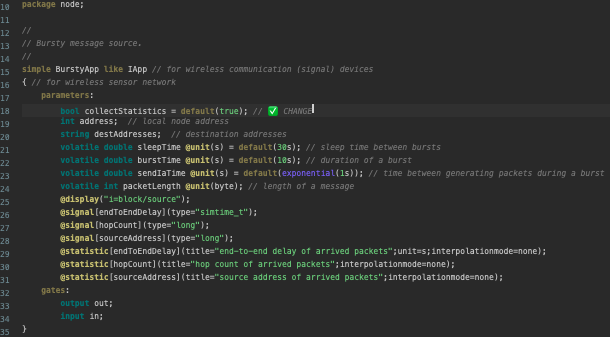 10 package node;
11
12 //
13 // Bursty message source.
14 //
15 simple BurstyApp like IApp // for wireless communication (signal) devices
16 { // for wireless sensor network
17 parameters:
18 bool collectStatistics = default(true); // ✅ CHANGE
19 int address; // local node address
20 string destAddresses; // destination addresses
21 volatile double sleepTime @unit(s) = default(30s); // sleep time between bursts
22 volatile double burstTime @unit(s) = default(10s); // duration of a burst
23 volatile double sendIaTime @unit(s) = default(exponential(1s)); // time between generating packets during a burst
24 volatile int packetLength @unit(byte); // length of a message
25 @display("i=block/source");
26 @signal[endToEndDelay](type="simtime_t");
27 @signal[hopCount](type="long");
28 @signal[sourceAddress](type="long");
29 @statistic[endToEndDelay](title="end-to-end delay of arrived packets";unit=s;interpolationmode=none);
30 @statistic[hopCount](title="hop count of arrived packets";interpolationmode=none);
31 @statistic[sourceAddress](title="source address of arrived packets";interpolationmode=none);
32 gates:
33 output out;
34 input in;
35 }